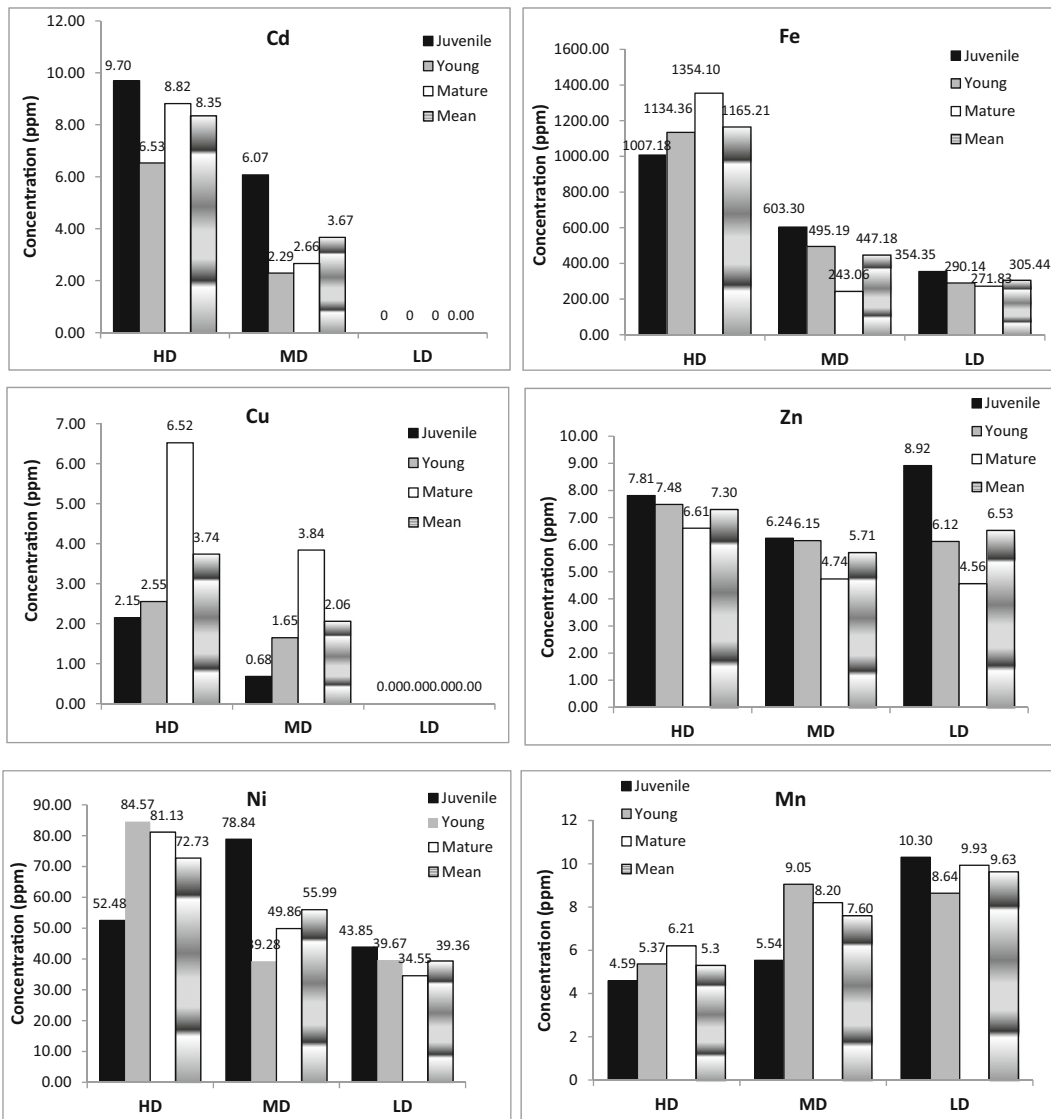 Cd
Concentration (ppm)
12.00
10.00
8.00
6.00
4.00
2.00
0.00
9.70
6.53
8.82
8.35
6.07
2.29
2.66
3.67
0 0 0 0.00
HD MD LD
Juvenile
Young
Mature
Mean
Fe
Concentration (ppm)
1600.00
1400.00
1200.00
1000.00
800.00
600.00
400.00
200.00
0.00
1007.18
1134.36
1354.10
1165.21
603.30
495.19
243.06
447.18
354.35
290.14
271.83
305.44
HD MD LD
Juvenile
Young
Mature
Mean
Cu
Concentration (ppm)
7.00
6.00
5.00
4.00
3.00
2.00
1.00
0.00
2.15
2.55
6.52
3.74
0.68
1.65
3.84
2.06
0.000.000.000.00
HD MD LD
Juvenile
Young
Mature
Mean
Zn
Concentration (ppm)
10.00
9.00
8.00
7.00
6.00
5.00
4.00
3.00
2.00
1.00
0.00
7.81
7.48
6.61
7.30
6.24
6.15
4.74
5.71
8.92
6.12
4.56
6.53
HD MD LD
Juvenile
Young
Mature
Mean
Ni
Concentration (ppm)
90.00
80.00
70.00
60.00
50.00
40.00
30.00
20.00
10.00
0.00
52.48
84.57
81.13
72.73
78.84
39.28
49.86
55.99
43.85
39.67
34.55
39.36
HD MD LD
Juvenile
Young
Mature
Mean
Mn
Concentration (ppm)
12
10
8
6
4
2
0
4.59
5.37
6.21
5.3
5.54
9.05
8.20
7.60
10.30
8.64
9.93
9.63
HD MD LD
Juvenile
Young
Mature
Mean